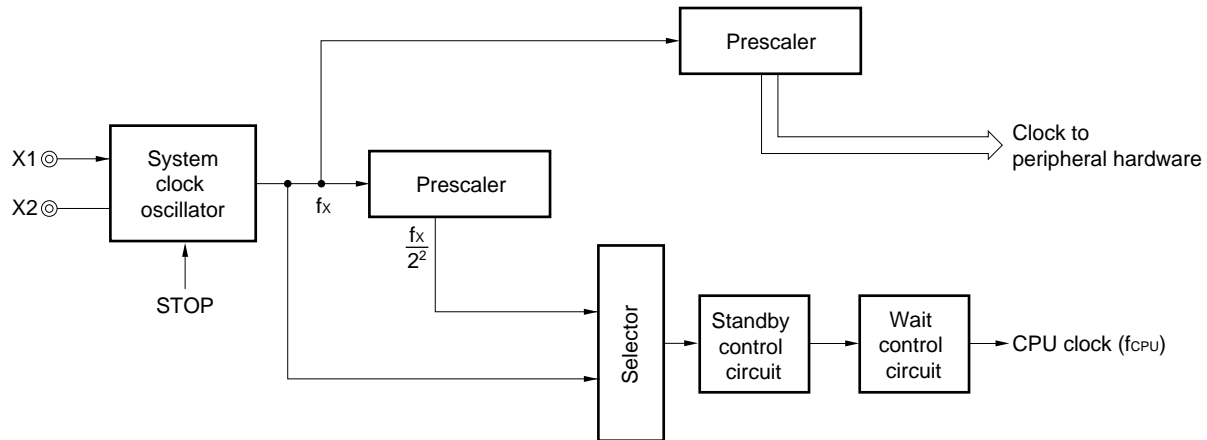 Prescaler
Clock to
peripheral hardware
X1
X2
System
clock
oscillator
fX
Prescaler
fX
2²
STOP
Selector
Standby
control
circuit
Wait
control
circuit
CPU clock (fCPU)